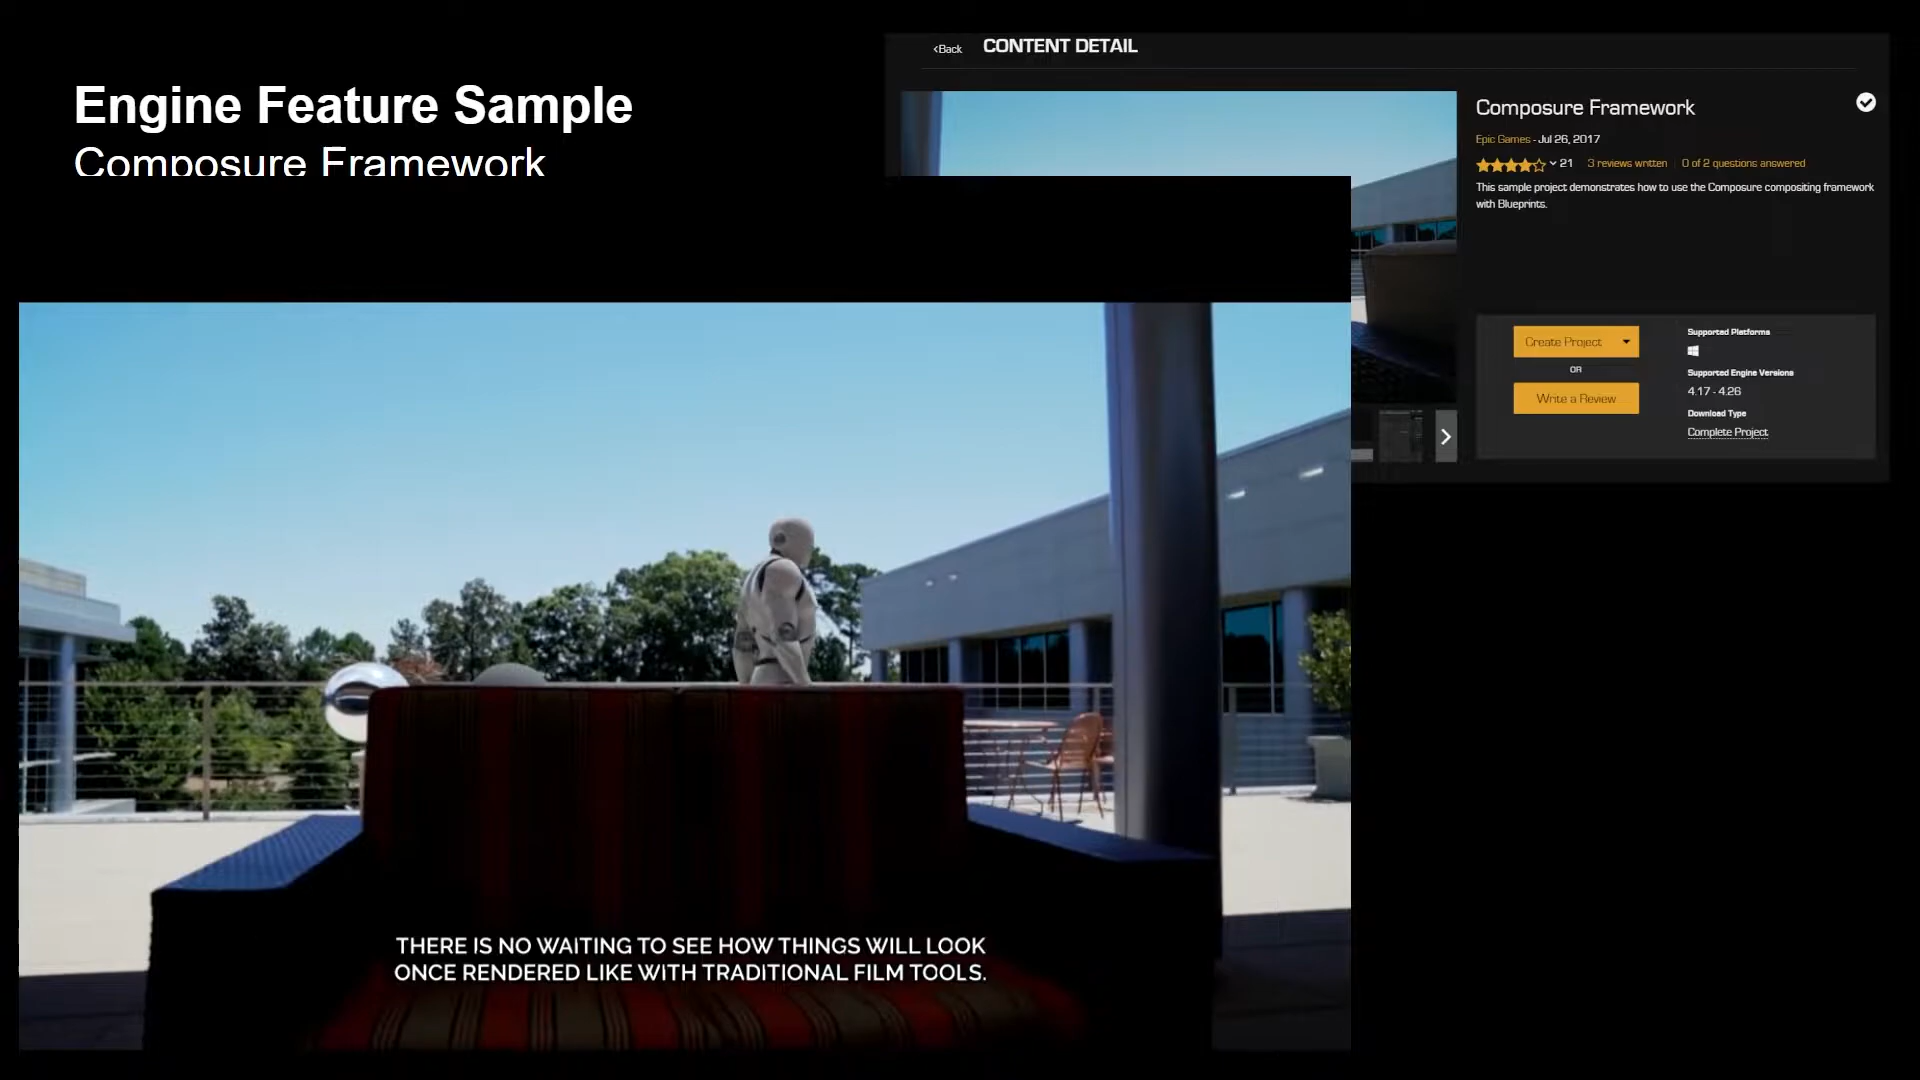 Engine Feature Sample
Composure Framework
<Back
CONTENT DETAIL
Composure Framework
Epic Games - Jul 26, 2017
21
3 reviews written
0 of 2 questions answered
This sample project demonstrates how to use the Composure compositing framework
with Blueprints.
Create Project
OR
Write a Review
Supported Platforms
Supported Engine Versions
4.17 - 4.26
Download Type
Complete Project
THERE IS NO WAITING TO SEE HOW THINGS WILL LOOK
ONCE RENDERED LIKE WITH TRADITIONAL FILM TOOLS.